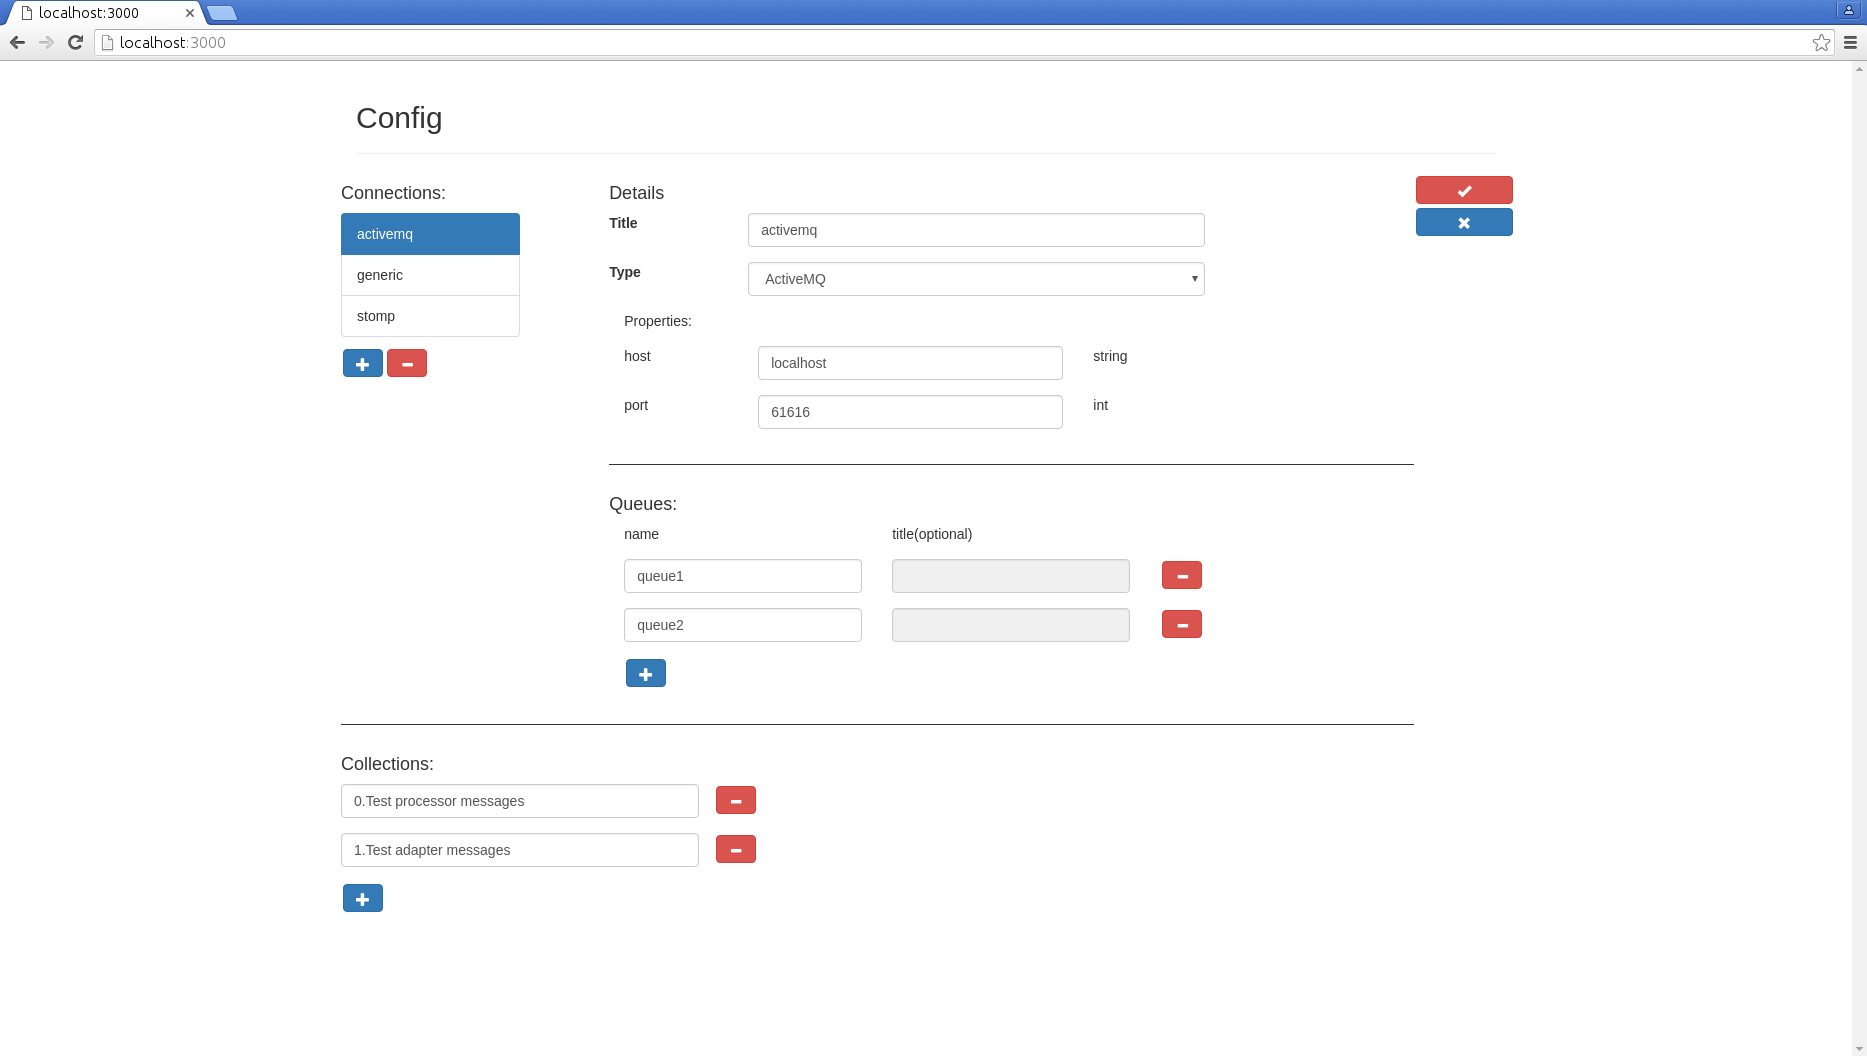 localhost:3000
localhost:3000
Config
Connections:
activemq
generic
stomp
Details
Title
activemq
Type
ActiveMQ
Properties:
host
localhost
string
port
61616
int
Queues:
name
title(optional)
queue1
queue2
Collections:
0.Test processor messages
1.Test adapter messages